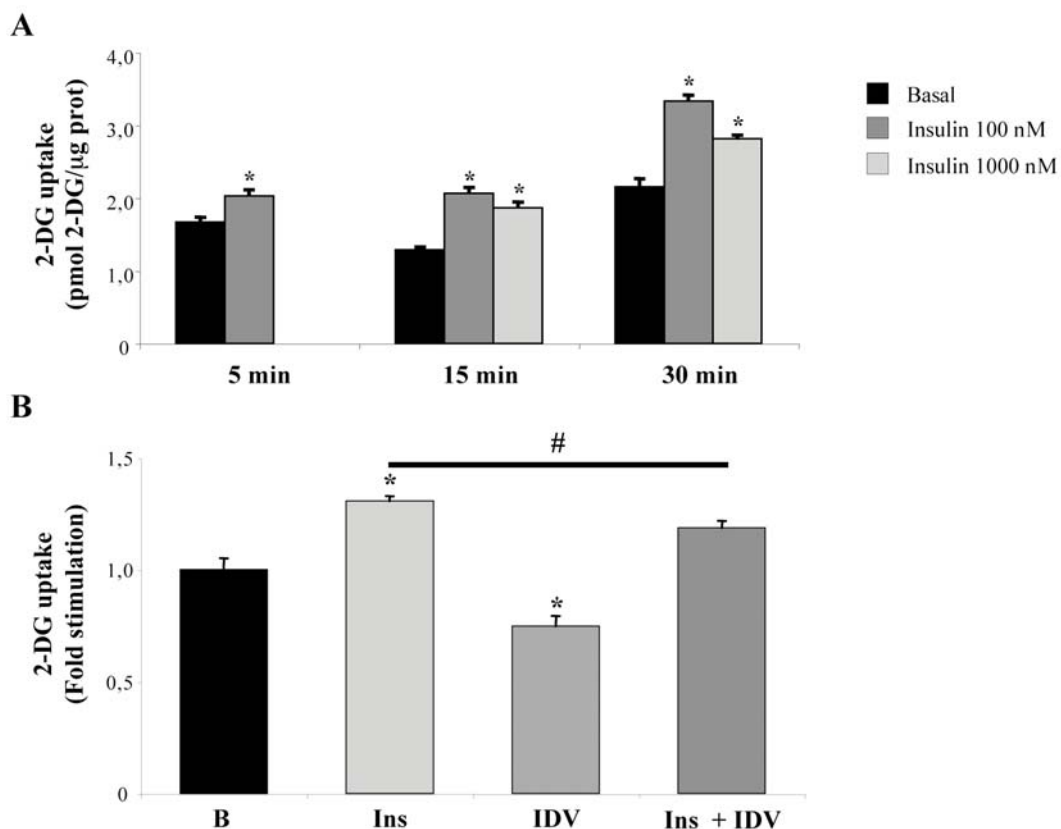 A
2-DG uptake
(pmol 2-DG/µg prot)
4,0
3,0
2,0
1,0
0
*
*
*
*
*
5 min
15 min
30 min
Basal
Insulin 100 nM
Insulin 1000 nM
B
2-DG uptake
(Fold stimulation)
1,5
1,0
0,5
0
#
*
*
B
Ins
IDV
Ins + IDV